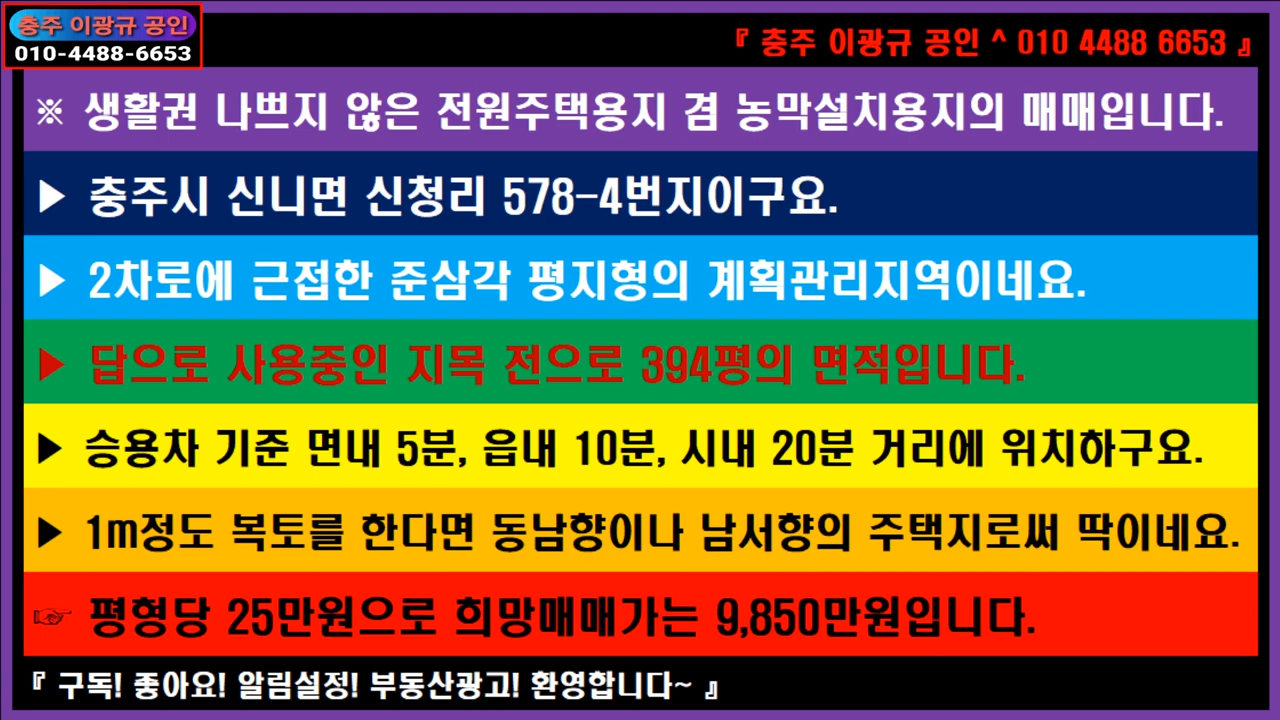 충주 이광규 공인
010-4488-6653
『 충주 이광규 공인 ^ 010 4488 6653 』
※ 생활권 나쁘지 않은 전원주택용지 겸 농막설치용지의 매매입니다.
▶ 충주시 신니면 신청리 578-4번지이구요.
▶ 2차로에 근접한 준삼각 평지형의 계획관리지역이네요.
▶ 답으로 사용중인 지목 전으로 394평의 면적입니다.
▶ 승용차 기준 면내 5분, 읍내 10분, 시내 20분 거리에 위치하구요.
▶ 1m정도 복토를 한다면 동남향이나 남서향의 주택지로써 딱이네요.
☞ 평형당 25만원으로 희망매매가는 9,850만원입니다.
『 구독! 좋아요! 알림설정! 부동산광고! 환영합니다~ 』